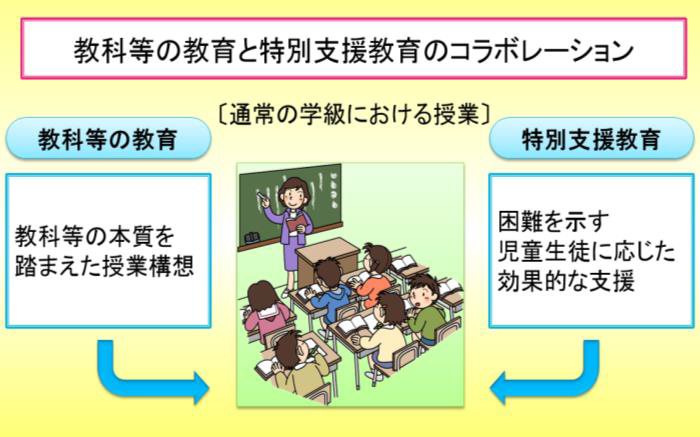 教科等の教育と特別支援教育のコラボレーション
〔通常の学級における授業〕
教科等の教育
教科等の本質を
踏まえた授業構想
特別支援教育
困難を示す
児童生徒に応じた
効果的な支援